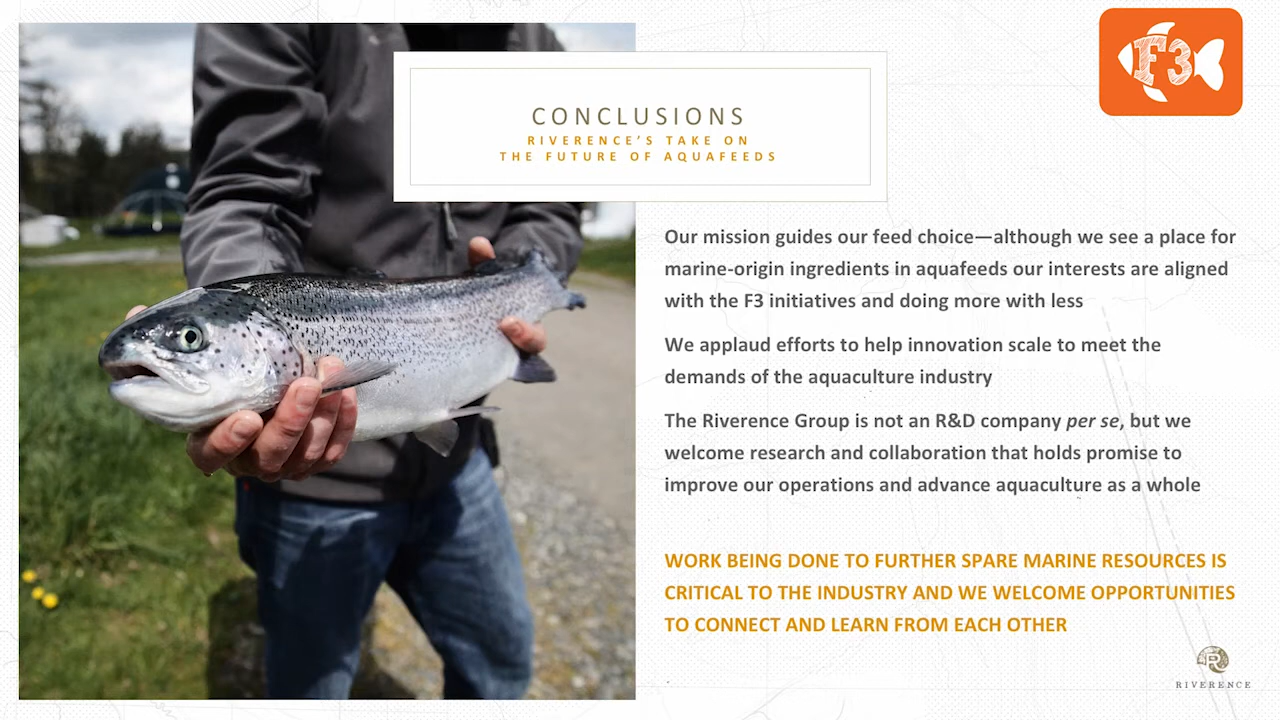 F3
CONCLUSIONS
RIVERENCE'S TAKE ON
THE FUTURE OF AQUAFEEDS
Our mission guides our feed choice—although we see a place for
marine-origin ingredients in aquafeeds our interests are aligned
with the F3 initiatives and doing more with less
We applaud efforts to help innovation scale to meet the
demands of the aquaculture industry
The Riverence Group is not an R&D company per se, but we
welcome research and collaboration that holds promise to
improve our operations and advance aquaculture as a whole
WORK BEING DONE TO FURTHER SPARE MARINE RESOURCES IS
CRITICAL TO THE INDUSTRY AND WE WELCOME OPPORTUNITIES
TO CONNECT AND LEARN FROM EACH OTHER
R
RIVERENCE